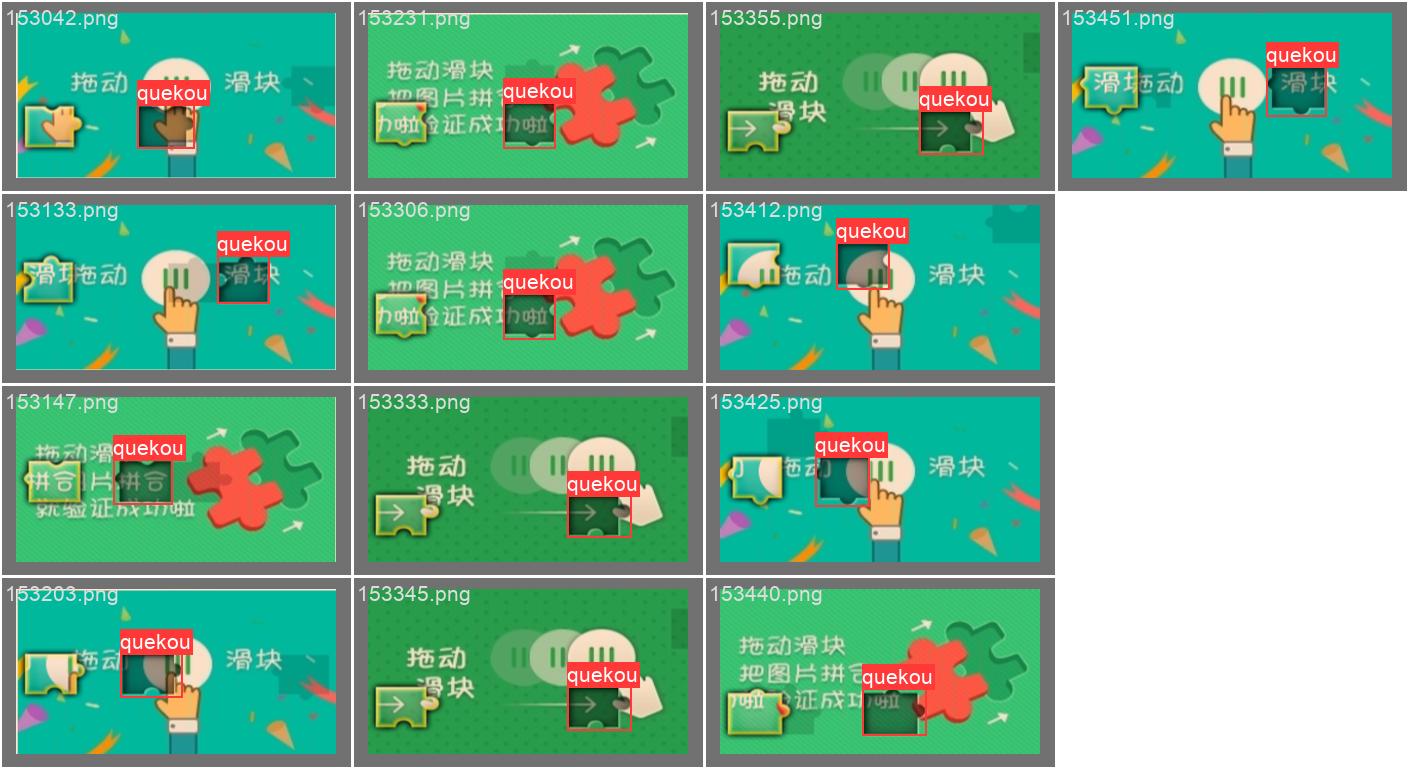 153042.png
拖动 滑块
quekou
153231.png
拖动滑块
把图片拼
quekou
力啦 验证成功啦
153355.png
拖动
滑块
quekou
153451.png
滑 拖动 滑块
quekou
153133.png
滑 拖动 滑块
quekou
153306.png
拖动滑块
把图片拼
quekou
力啦 验证成功啦
153412.png
拖动 滑块
quekou
153147.png
拖动滑
quekou
拼合 图片拼合
就验证成功啦
153333.png
拖动
滑块
quekou
153425.png
拖动 滑块
quekou
153203.png
拖动 滑块
quekou
153345.png
拖动
滑块
quekou
153440.png
拖动滑块
把图片拼合
quekou
功啦 验证成功啦